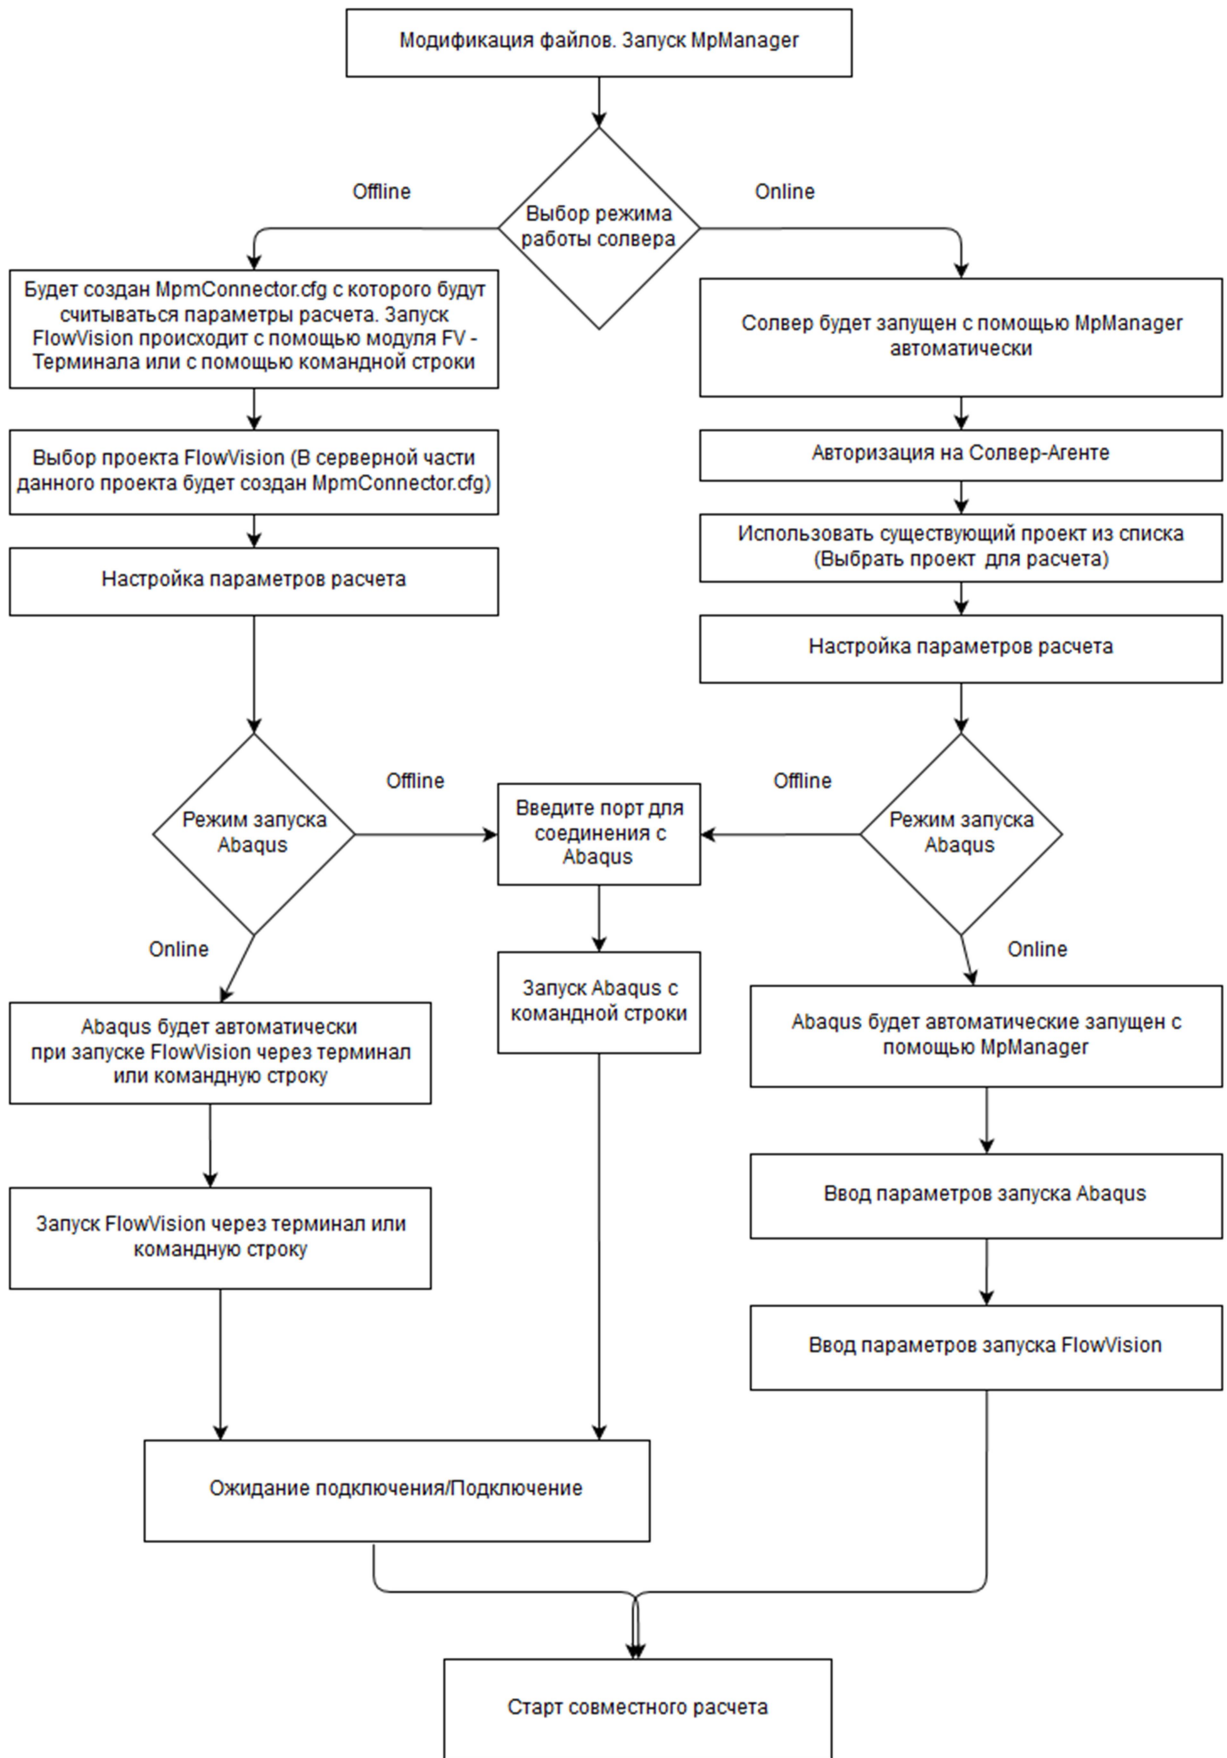 Модификация файлов. Запуск MpManager
Offline
Online
Выбор режима
работы солвера
Будет создан MpmConnector.cfg с которого будут
считываться параметры расчета. Запуск
FlowVision происходит с помощью модуля FV -
Терминала или с помощью командной строки
Солвер будет запущен с помощью MpManager
автоматически
Выбор проекта FlowVision (В серверной части
данного проекта будет создан MpmConnector.cfg)
Авторизация на Солвер-Агенте
Использовать существующий проект из списка
(Выбрать проект для расчета)
Настройка параметров расчета
Настройка параметров расчета
Offline
Offline
Режим запуска
Abaqus
Введите порт для
соединения с
Abaqus
Режим запуска
Abaqus
Online
Online
Запуск Abaqus с
командной строки
Abaqus будет автоматически
при запуске FlowVision через терминал
или командную строку
Abaqus будет автоматические запущен с
помощью MpManager
Запуск FlowVision через терминал или
командную строку
Ввод параметров запуска Abaqus
Ввод параметров запуска FlowVision
Ожидание подключения/Подключение
Старт совместного расчета